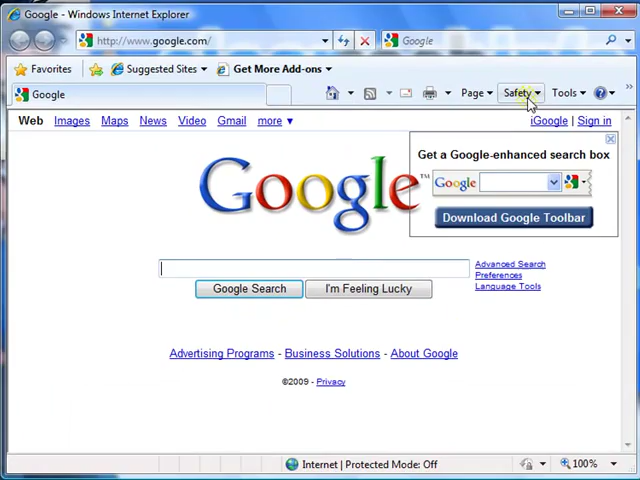 Google - Windows Internet Explorer
http://www.google.com/
Google
Favorites
Suggested Sites
Get More Add-ons
Google
Page
Safety
Tools
Web Images Maps News Video Gmail more ▼
iGoogle | Sign in
Get a Google-enhanced search box
Google
Download Google Toolbar
Google™
Advanced Search
Preferences
Language Tools
Google Search
I'm Feeling Lucky
Advertising Programs - Business Solutions - About Google
©2009 - Privacy
Internet | Protected Mode: Off
100%